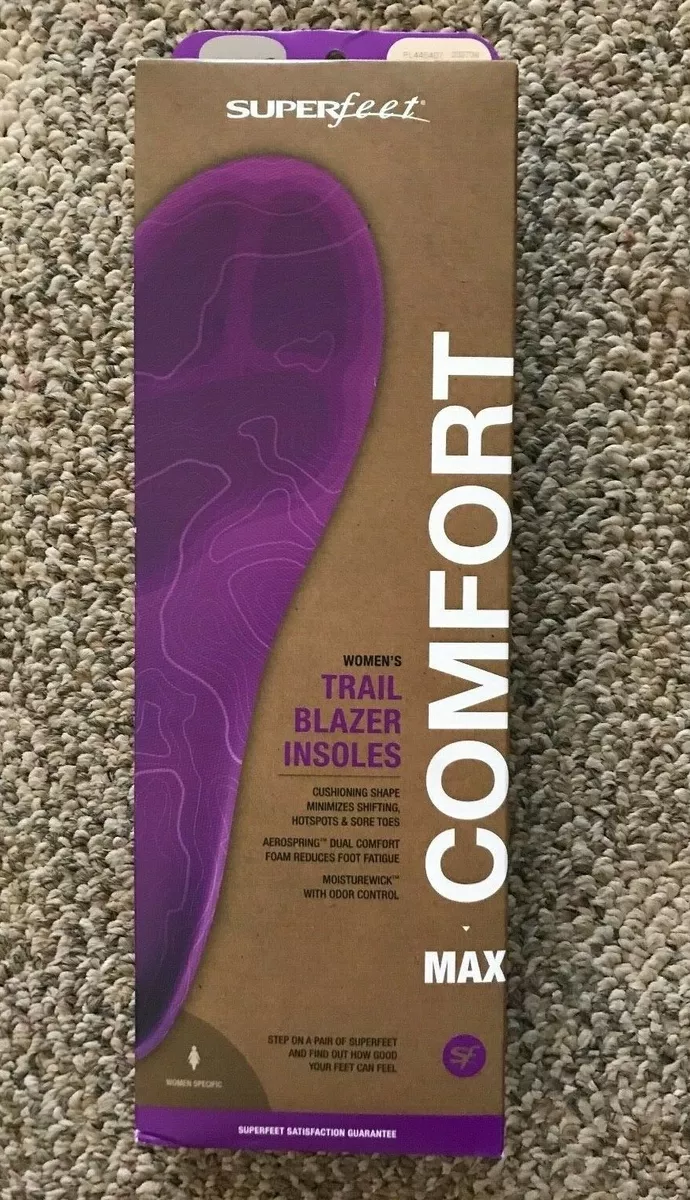 SUPERfeet®
COMFORT
MAX
WOMEN'S
TRAIL
BLAZER
INSOLES
CUSHIONING SHAPE
MINIMIZES SHIFTING,
HOTSPOTS & SORE TOES
AEROSPRING™ DUAL COMFORT
FOAM REDUCES FOOT FATIGUE
MOISTUREWICK™
WITH ODOR CONTROL
STEP ON A PAIR OF SUPERFEET
AND FIND OUT HOW GOOD
YOUR FEET CAN FEEL
SF
WOMEN SPECIFIC
SUPERFEET SATISFACTION GUARANTEE